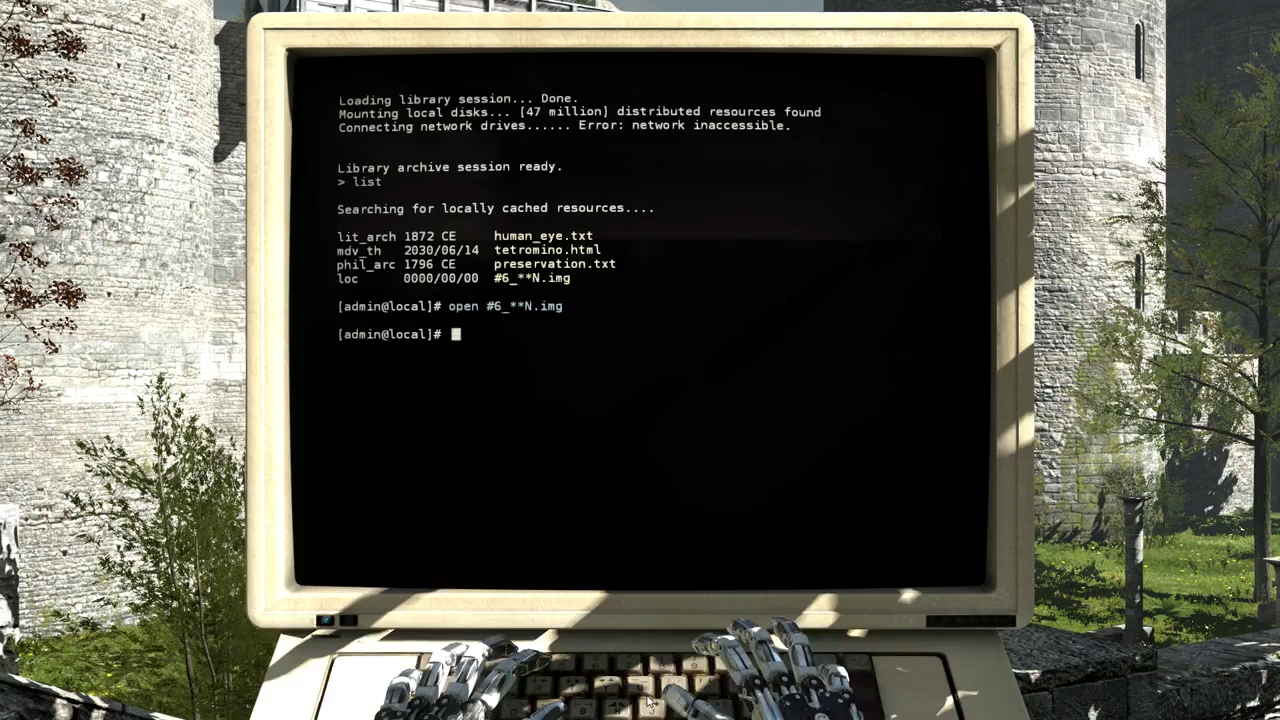 Loading library session... Done.
Mounting local disks... [47 million] distributed resources found
Connecting network drives...... Error: network inaccessible.
Library archive session ready.
> list
Searching for locally cached resources....
lit_arch 1872 CE human_eye.txt
mdv_th 2030/06/14 tetromino.html
phil_arc 1796 CE preservation.txt
loc 0000/00/00 #6_**N.img
[admin@local]# open #6_**N.img
[admin@local]#